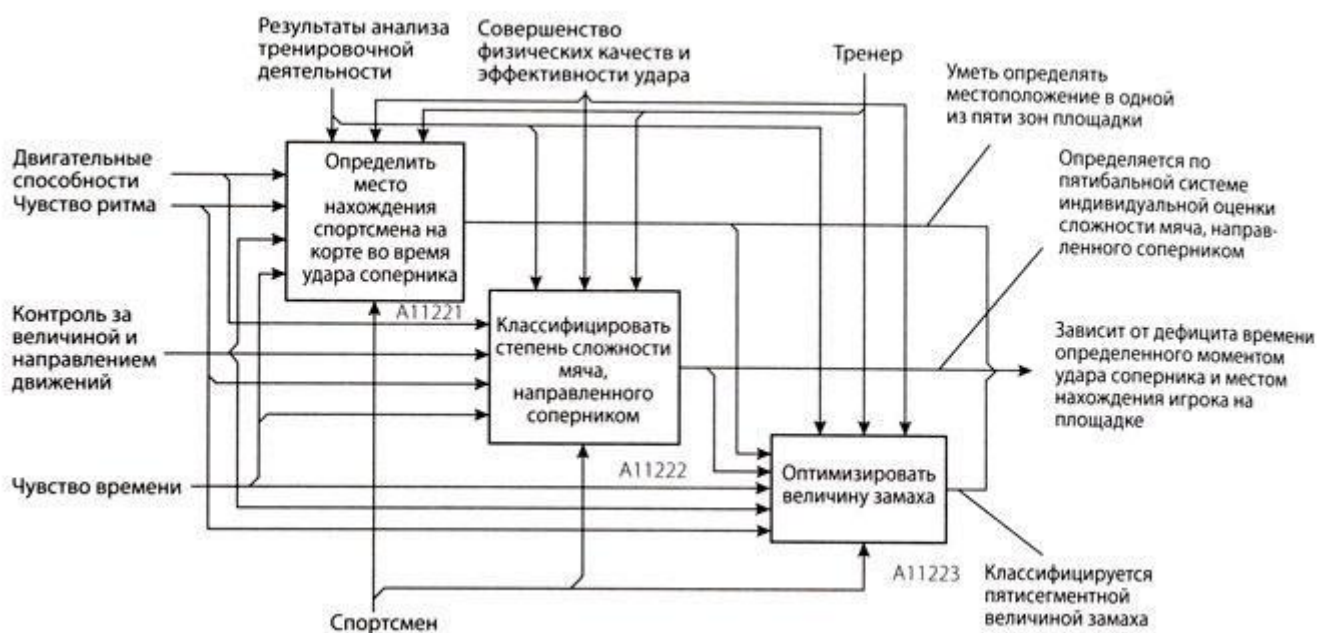 Результаты анализа
тренировочной
деятельности
Совершенство
физических качеств и
эффективности удара
Тренер
Уметь определять
местоположение в одной
из пяти зон площадки
Двигательные
способности
Чувство ритма
Определить
место
нахождения
спортсмена на
корте во время
удара соперника
Определяется по
пятибальной системе
индивидуальной оценки
сложности мяча, направ-
ленного соперником
А11221
Контроль за
величиной и
направлением
движений
Классифицировать
степень сложности
мяча,
направленного
соперником
Зависит от дефицита времени
определенного моментом
удара соперника и местом
нахождения игрока на
площадке
Чувство времени
А11222
Оптимизировать
величину замаха
А11223
Классифицируется
пятисегментной
величиной замаха
Спортсмен